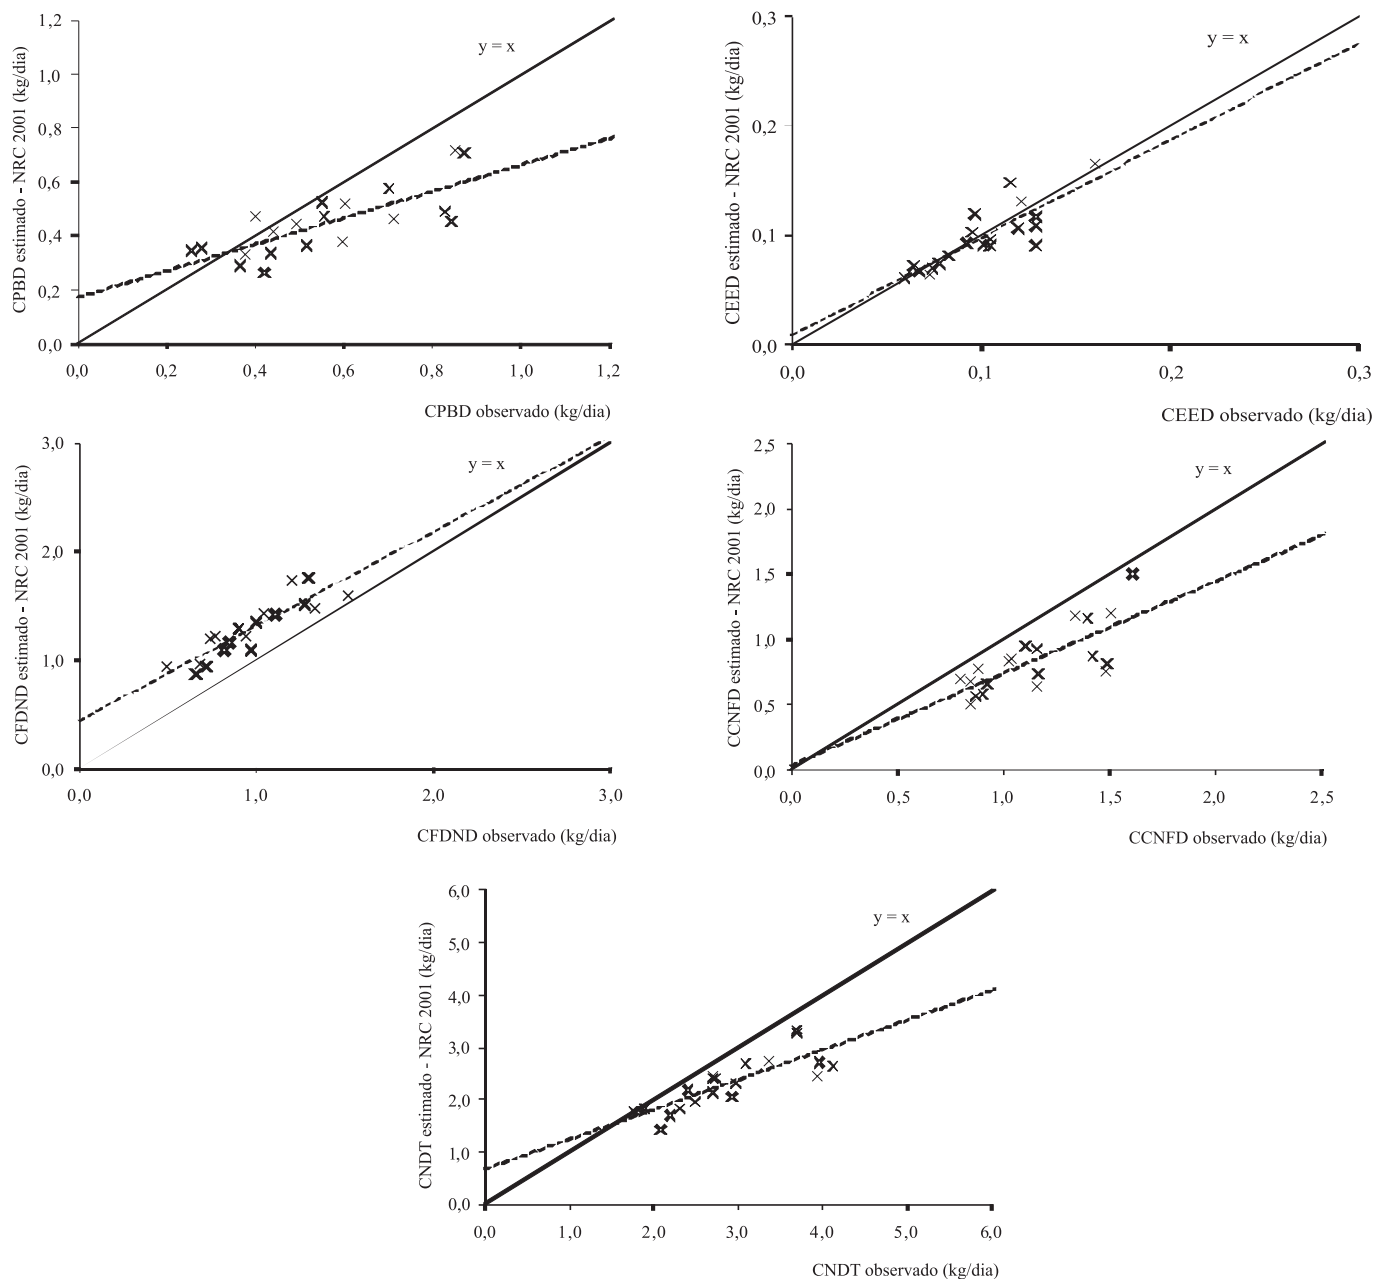 CPBD estimado - NRC 2001 (kg/dia)
1,2
1,0
0,8
0,6
0,4
0,2
0,0
y = x
0,0 0,2 0,4 0,6 0,8 1,0 1,2
CPBD observado (kg/dia)
CEED estimado - NRC 2001 (kg/dia)
0,3
0,2
0,1
0,0
y = x
0,0 0,1 0,2 0,3
CEED observado (kg/dia)
CFDND estimado - NRC 2001 (kg/dia)
3,0
2,0
1,0
0,0
y = x
0,0 1,0 2,0 3,0
CFDND observado (kg/dia)
CCNFD estimado - NRC 2001 (kg/dia)
2,5
2,0
1,5
1,0
0,5
0,0
y = x
0,0 0,5 1,0 1,5 2,0 2,5
CCNFD observado (kg/dia)
CNDT estimado - NRC 2001 (kg/dia)
6,0
5,0
4,0
3,0
2,0
1,0
0,0
y = x
0,0 1,0 2,0 3,0 4,0 5,0 6,0
CNDT observado (kg/dia)